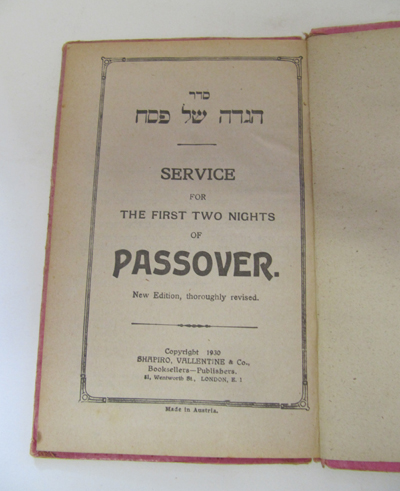 סדר
הגדה של פסח
SERVICE
FOR
THE FIRST TWO NIGHTS
OF
PASSOVER.
New Edition, thoroughly revised.
Copyright 1930
SHAPIRO, VALLENTINE & Co.,
Booksellers—Publishers.
81, Wentworth St., LONDON, E. 1
Made in Austria.